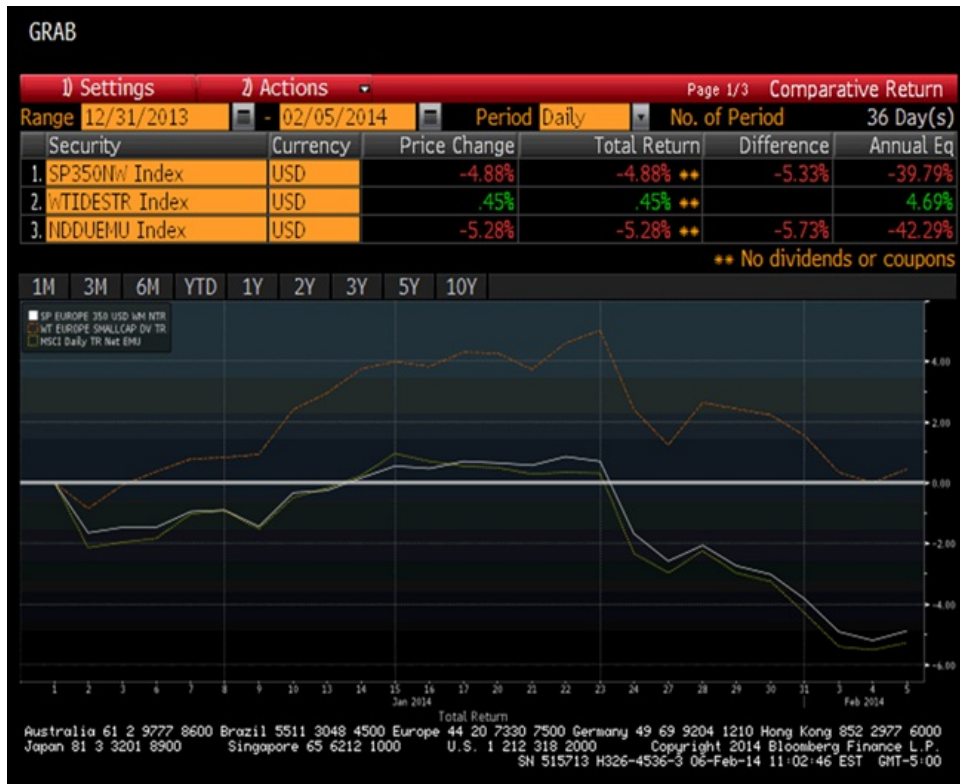 GRAB
1) Settings 2) Actions Page 1/3 Comparative Return
Range 12/31/2013 - 02/05/2014 Period Daily No. of Period 36 Day(s)
Security Currency Price Change Total Return Difference Annual Eq
1. SP350NW Index USD -4.88% -4.88% ** -5.33% -39.79%
2. WTIDESTR Index USD .45% .45% ** 4.69%
3. NDDUEMU Index USD -5.28% -5.28% ** -5.73% -42.29%
** No dividends or coupons
1M 3M 6M YTD 1Y 2Y 3Y 5Y 10Y
SP EUROPE 350 USD WM NTR
WT EUROPE SMALLCAP DV TR
MSCI Daily TR Net EMU
4.00
2.00
0.00
-2.00
-4.00
-6.00
1 2 3 6 7 8 9 10 13 14 15 16 17 20 21 22 23 24 27 28 29 30 31 3 4 5
Jan 2014 Feb 2014
Total Return
Australia 61 2 9777 8600 Brazil 5511 3048 4500 Europe 44 20 7330 7500 Germany 49 69 9204 1210 Hong Kong 852 2977 6000
Japan 81 3 3201 8900 Singapore 65 6212 1000 U.S. 1 212 318 2000 Copyright 2014 Bloomberg Finance L.P.
SN 515713 H326-4536-3 06-Feb-14 11:02:46 EST GMT-5:00